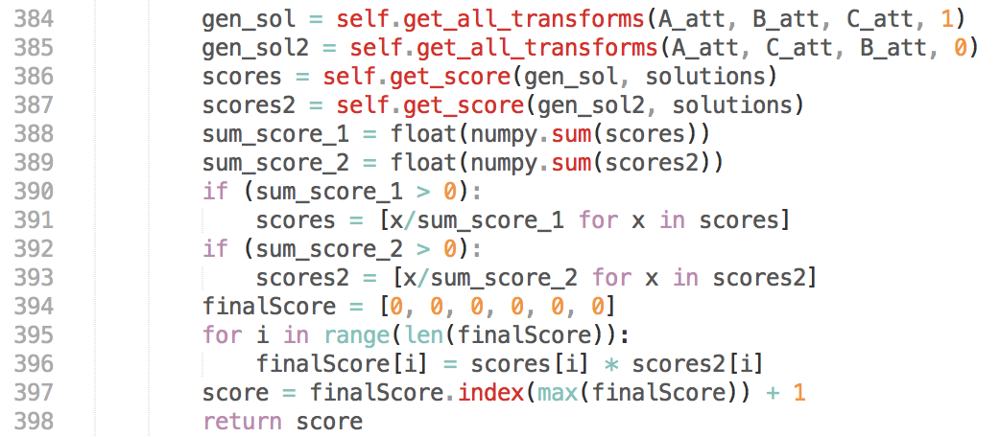 384 gen_sol = self.get_all_transforms(A_att, B_att, C_att, 1)
385 gen_sol2 = self.get_all_transforms(A_att, C_att, B_att, 0)
386 scores = self.get_score(gen_sol, solutions)
387 scores2 = self.get_score(gen_sol2, solutions)
388 sum_score_1 = float(numpy.sum(scores))
389 sum_score_2 = float(numpy.sum(scores2))
390 if (sum_score_1 > 0):
391     scores = [x/sum_score_1 for x in scores]
392 if (sum_score_2 > 0):
393     scores2 = [x/sum_score_2 for x in scores2]
394 finalScore = [0, 0, 0, 0, 0, 0]
395 for i in range(len(finalScore)):
396     finalScore[i] = scores[i] * scores2[i]
397 score = finalScore.index(max(finalScore)) + 1
398 return score